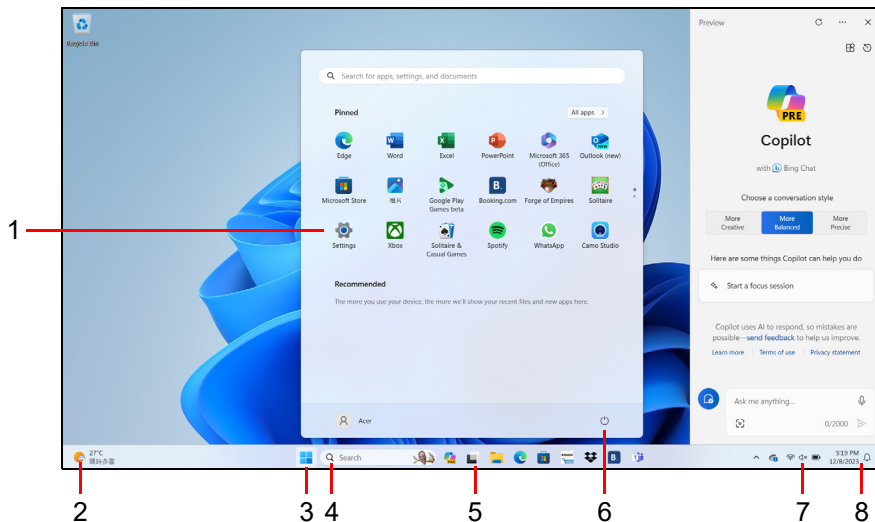 Recycle Bin
Preview
Search for apps, settings, and documents
Pinned
All apps >
Edge
Word
Excel
PowerPoint
Microsoft 365
(Office)
Outlook (new)
Microsoft Store
相片
Google Play
Games beta
Booking.com
Forge of Empires
Solitaire
Settings
Xbox
Solitaire &
Casual Games
Spotify
WhatsApp
Camo Studio
Recommended
The more you use your device, the more we'll show your recent files and new apps here.
Acer
PRE
Copilot
with b Bing Chat
Choose a conversation style
More
Creative
More
Balanced
More
Precise
Here are some things Copilot can help you do
Start a focus session
Copilot uses AI to respond, so mistakes are
possible—send feedback to help us improve.
Learn more
Terms of use
Privacy statement
Ask me anything...
0/2000
27°C
晴時多雲
Search
5:19 PM
12/8/2023
1
2
3
4
5
6
7
8